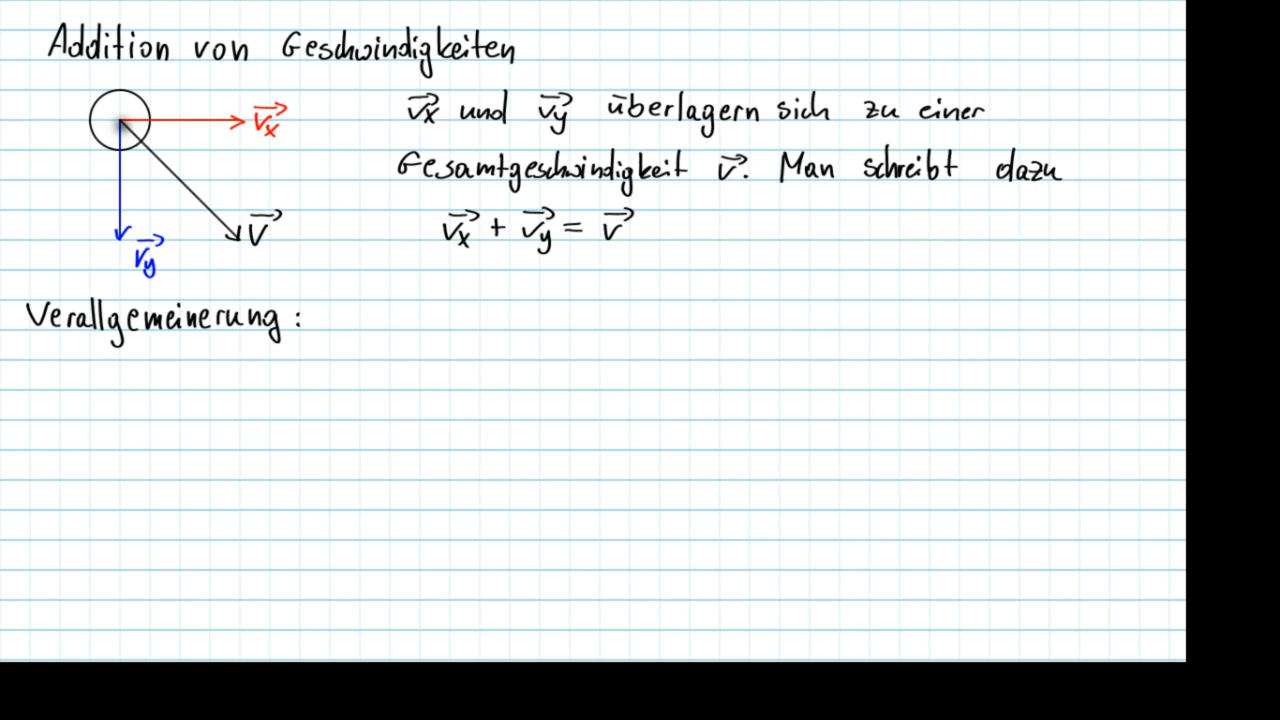 Addition von Geschwindigkeiten
v⃗x
v⃗y
v⃗
v⃗x und v⃗y überlagern sich zu einer
Gesamtgeschwindigkeit v⃗. Man schreibt dazu
v⃗x + v⃗y = v⃗
Verallgemeinerung: